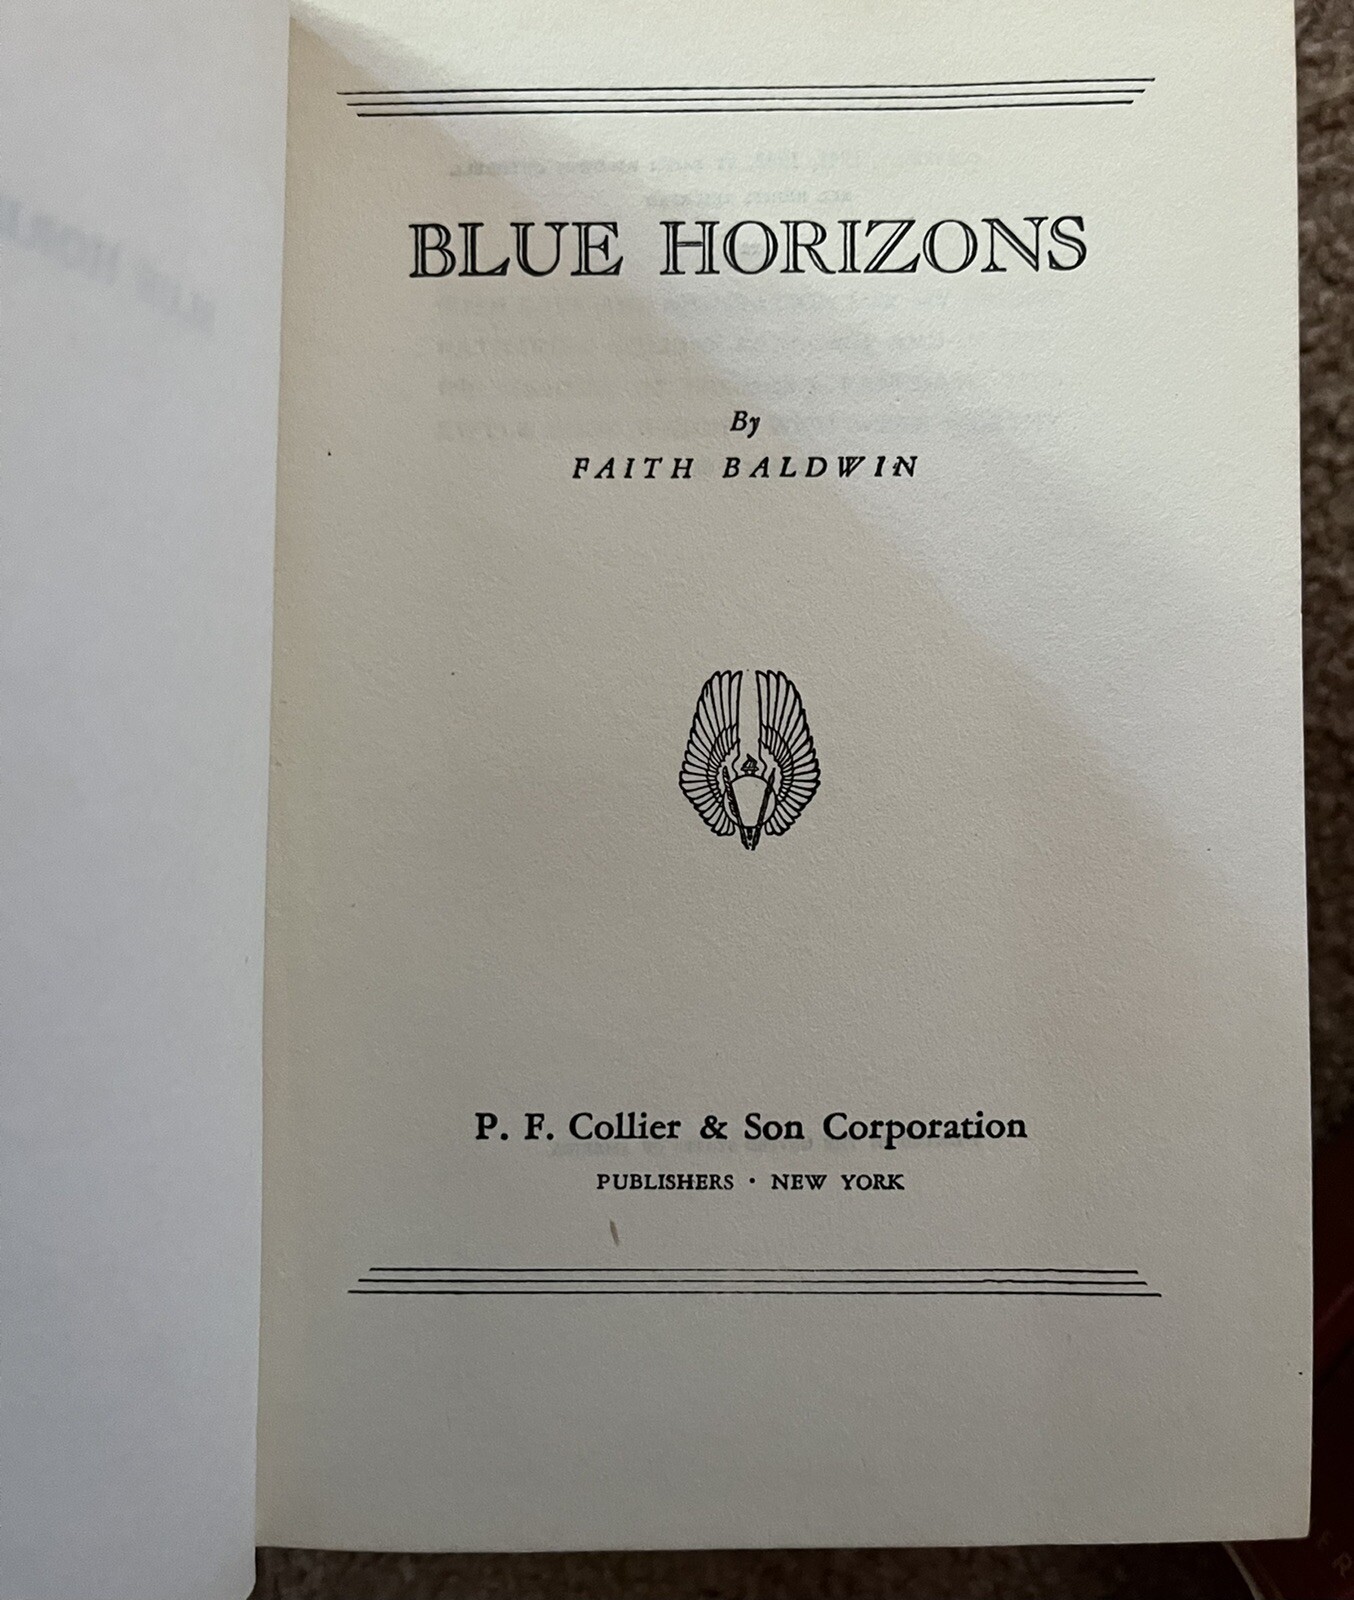 BLUE HORIZONS
By
FAITH BALDWIN
P. F. Collier & Son Corporation
PUBLISHERS · NEW YORK